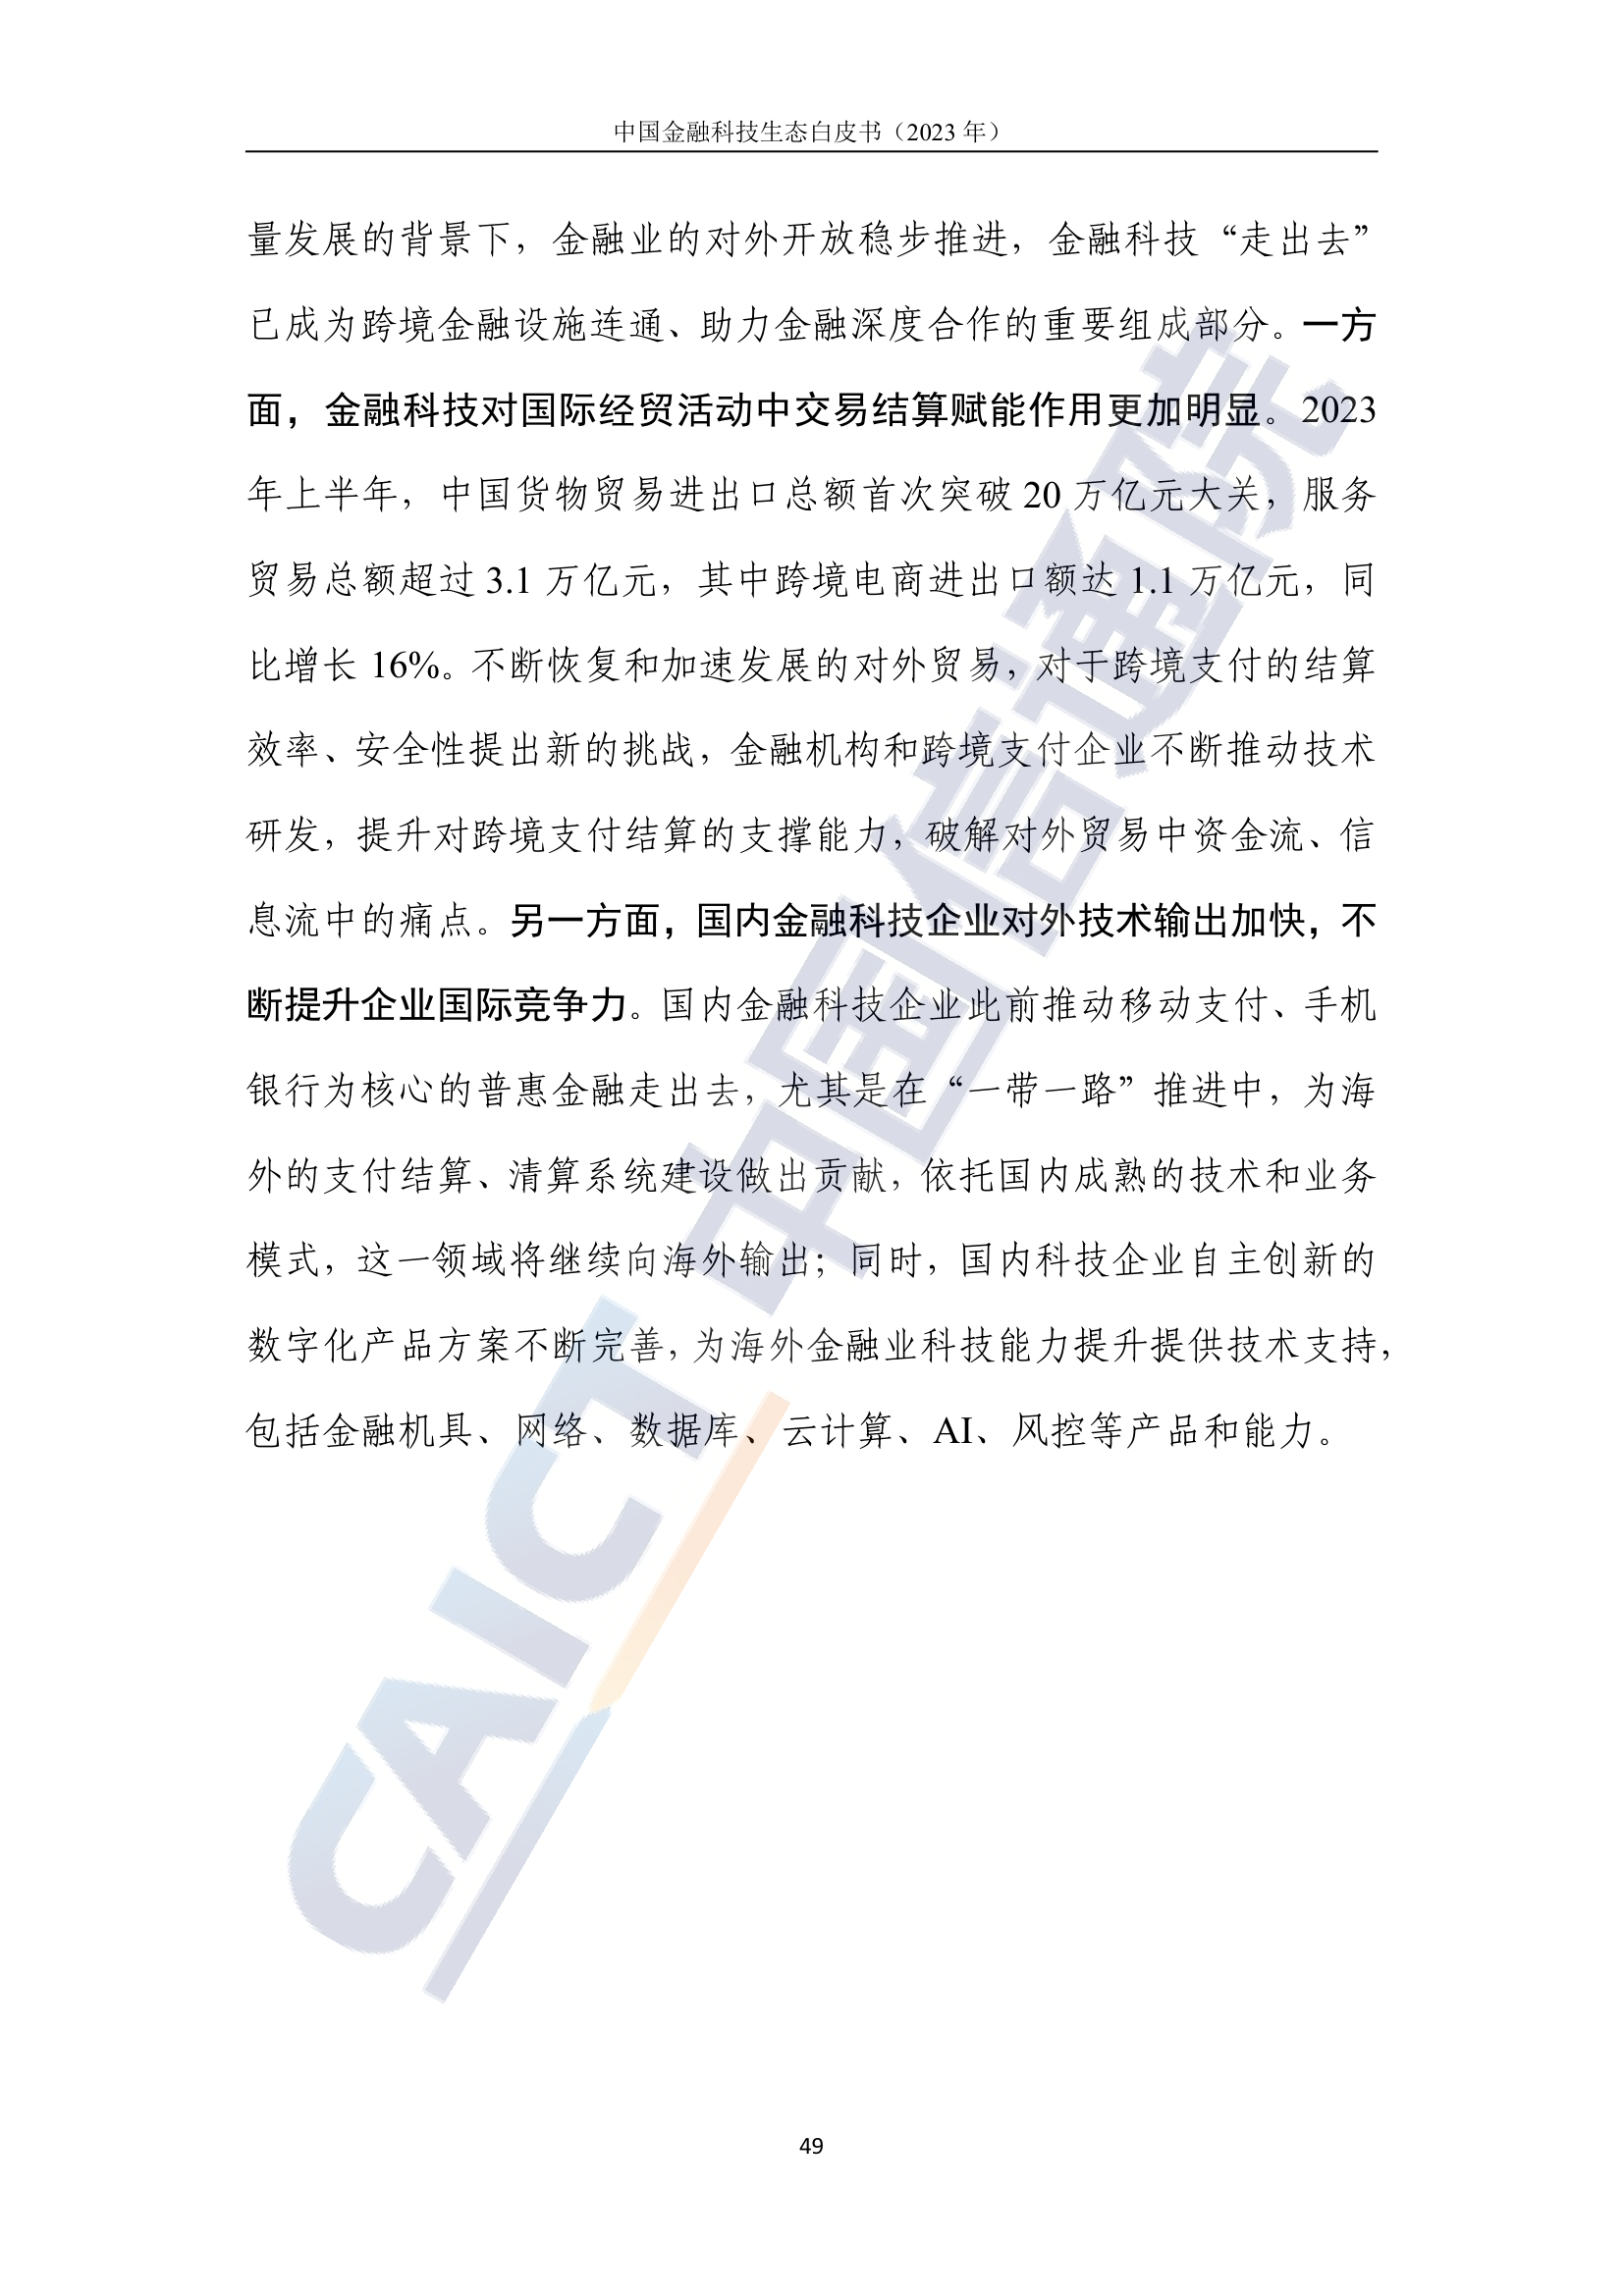 中国金融科技生态白皮书（2023 年）
量发展的背景下，金融业的对外开放稳步推进，金融科技“走出去”
已成为跨境金融设施连通、助力金融深度合作的重要组成部分。一方
面，金融科技对国际经贸活动中交易结算赋能作用更加明显。2023
年上半年，中国货物贸易进出口总额首次突破 20 万亿元大关，服务
贸易总额超过 3.1 万亿元，其中跨境电商进出口额达 1.1 万亿元，同
比增长 16%。不断恢复和加速发展的对外贸易，对于跨境支付的结算
效率、安全性提出新的挑战，金融机构和跨境支付企业不断推动技术
研发，提升对跨境支付结算的支撑能力，破解对外贸易中资金流、信
息流中的痛点。另一方面，国内金融科技企业对外技术输出加快，不
断提升企业国际竞争力。国内金融科技企业此前推动移动支付、手机
银行为核心的普惠金融走出去，尤其是在“一带一路”推进中，为海
外的支付结算、清算系统建设做出贡献，依托国内成熟的技术和业务
模式，这一领域将继续向海外输出；同时，国内科技企业自主创新的
数字化产品方案不断完善，为海外金融业科技能力提升提供技术支持，
包括金融机具、网络、数据库、云计算、AI、风控等产品和能力。
CAICT 中国信通院
49